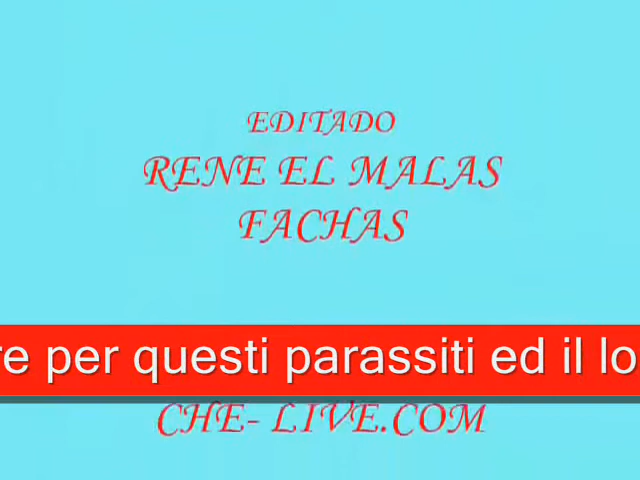 EDITADO
RENE EL MALAS
FACHAS
re per questi parassiti ed il lo
CHE- LIVE.COM